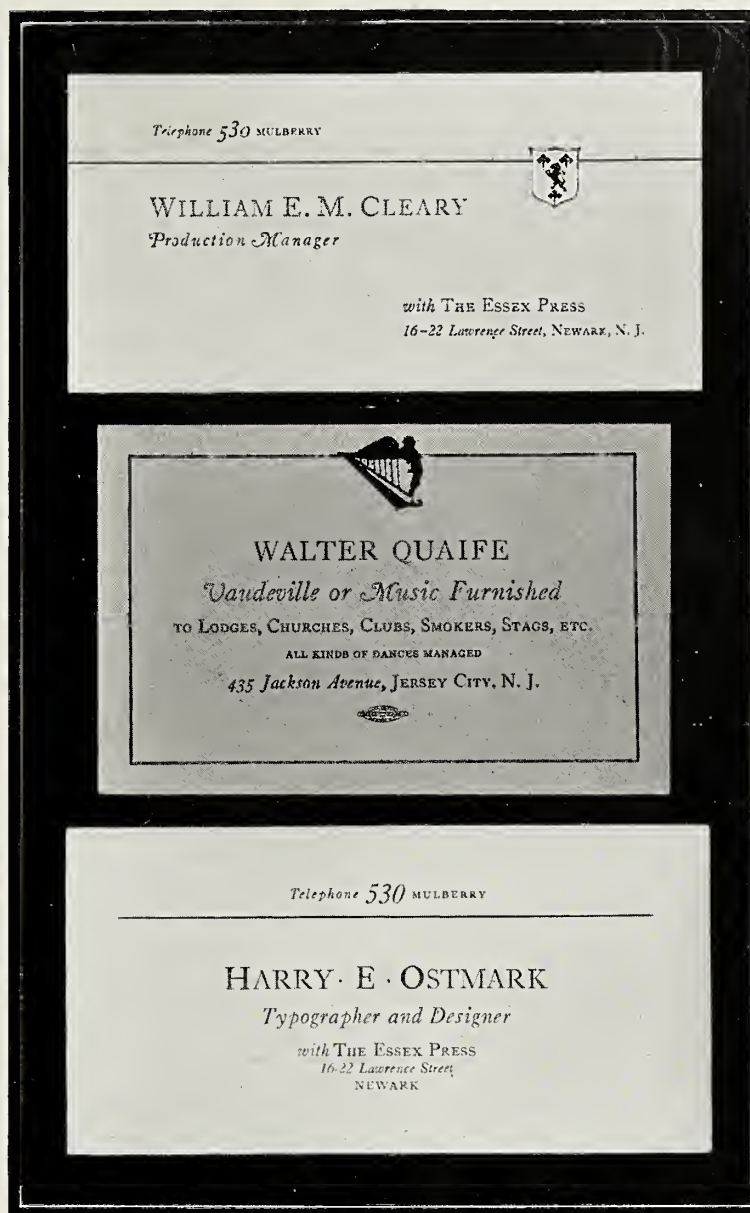 Telephone 530 MULBERRY
WILLIAM E. M. CLEARY
Production Manager
with THE ESSEX PRESS
16-22 Lawrence Street, NEWARK, N. J.
WALTER QUAIFE
Vaudeville or Music Furnished
TO LODGES, CHURCHES, CLUBS, SMOKERS, STAGS, ETC.
ALL KINDS OF DANCES MANAGED
435 Jackson Avenue, JERSEY CITY, N. J.
Telephone 530 MULBERRY
HARRY · E · OSTMARK
Typographer and Designer
with THE ESSEX PRESS
16-22 Lawrence Street
NEWARK